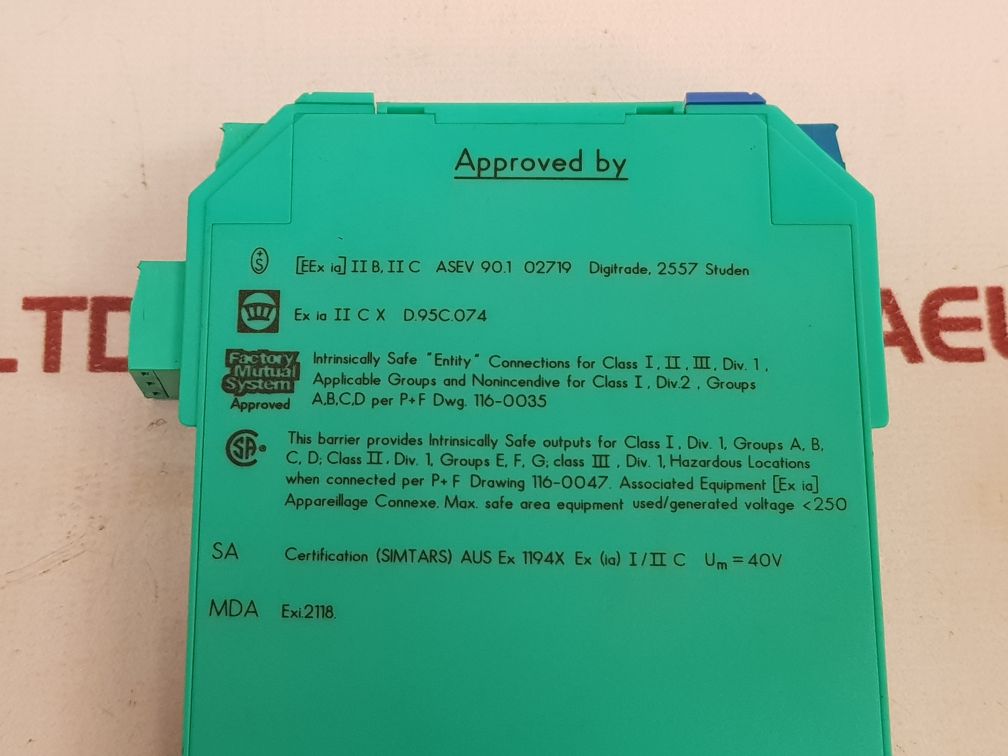 Approved by
[EEx ia] II B, II C ASEV 90.1 02719 Digitrade, 2557 Studen
Ex ia II C X D.95C.074
Factory
Mutual
System
Approved
Intrinsically Safe "Entity" Connections for Class I, II, III, Div. 1,
Applicable Groups and Nonincendive for Class I, Div.2, Groups
A,B,C,D per P+F Dwg. 116-0035
SA
This barrier provides Intrinsically Safe outputs for Class I, Div. 1, Groups A, B,
C, D; Class II, Div. 1, Groups E, F, G; class III, Div. 1, Hazardous Locations
when connected per P+F Drawing 116-0047. Associated Equipment [Ex ia]
Appareillage Connexe. Max. safe area equipment used/generated voltage <250
SA Certification (SIMTARS) AUS Ex 1194X Ex (ia) I/II C Um = 40V
MDA Exi.2118.
LTD
AEL